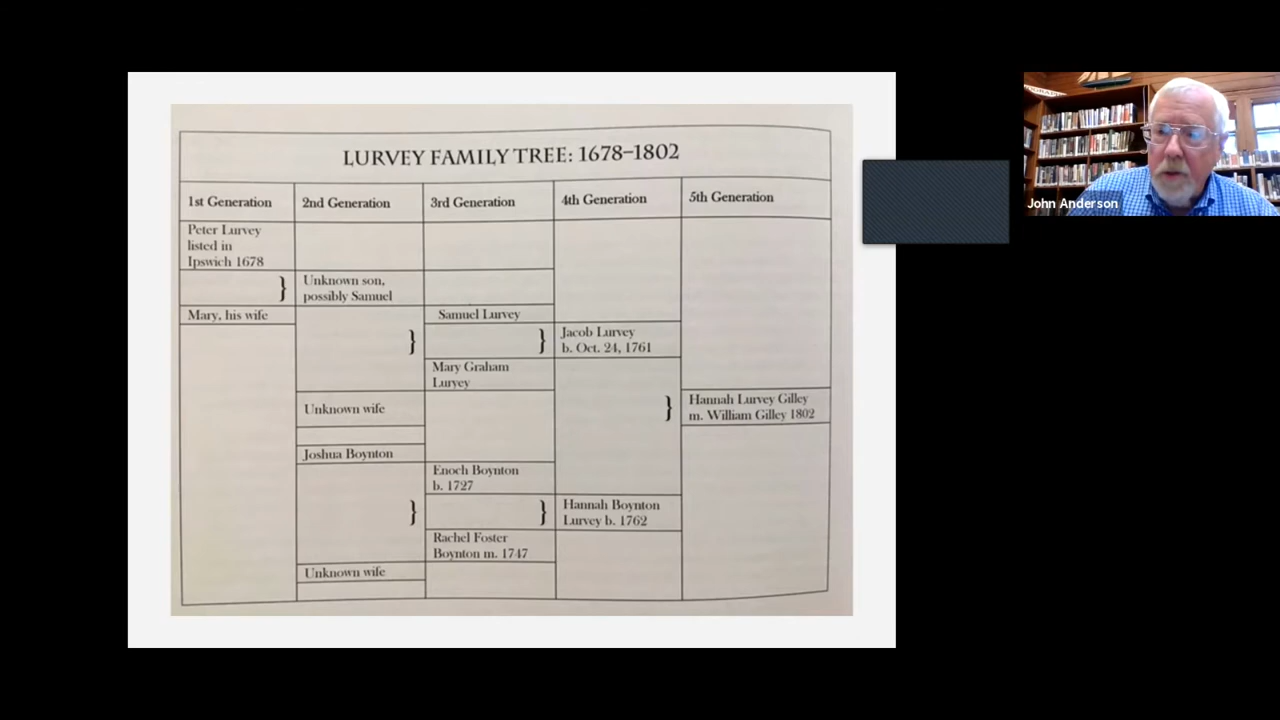 LURVEY FAMILY TREE: 1678–1802
1st Generation
2nd Generation
3rd Generation
4th Generation
5th Generation
Peter Lurvey
listed in
Ipswich 1678
Unknown son,
possibly Samuel
Mary, his wife
Samuel Lurvey
Jacob Lurvey
b. Oct. 24, 1761
Mary Graham
Lurvey
Unknown wife
Hannah Lurvey Gilley
m. William Gilley 1802
Joshua Boynton
Enoch Boynton
b. 1727
Hannah Boynton
Lurvey b. 1762
Rachel Foster
Boynton m. 1747
Unknown wife
John Anderson